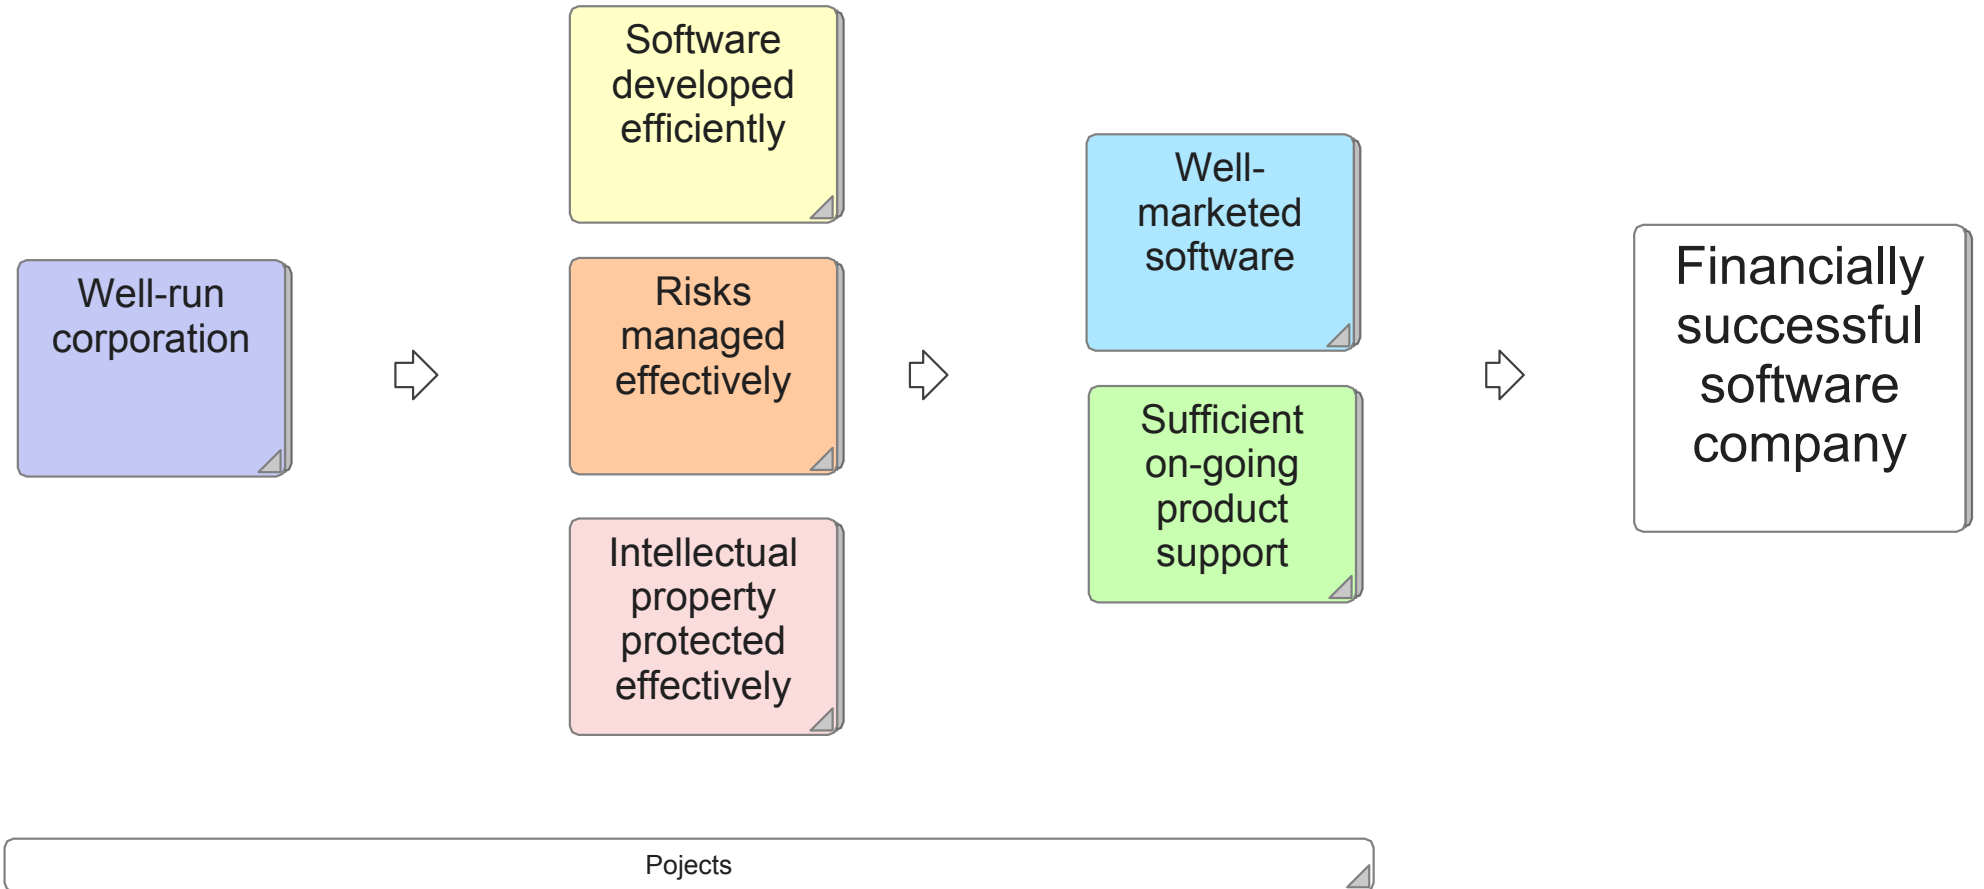 Well-run
corporation
Software
developed
efficiently
Risks
managed
effectively
Intellectual
property
protected
effectively
Well-
marketed
software
Sufficient
on-going
product
support
Financially
successful
software
company
Pojects